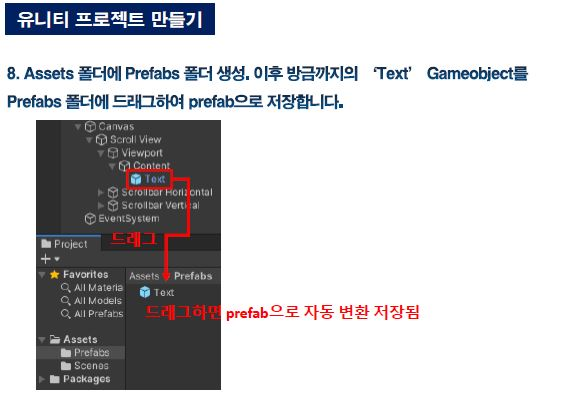 유니티 프로젝트 만들기
8. Assets 폴더에 Prefabs 폴더 생성. 이후 방금까지의 ‘Text’ Gameobject를
Prefabs 폴더에 드래그하여 prefab으로 저장합니다.
Canvas
Scroll View
Viewport
Content
Text
Scrollbar Horizontal
Scrollbar Vertical
EventSystem
드래그
Project
Favorites
All Materia
All Models
All Prefabs
Assets
Prefabs
Scenes
Packages
Assets Prefabs
Text
드래그하면 prefab으로 자동 변환 저장됨